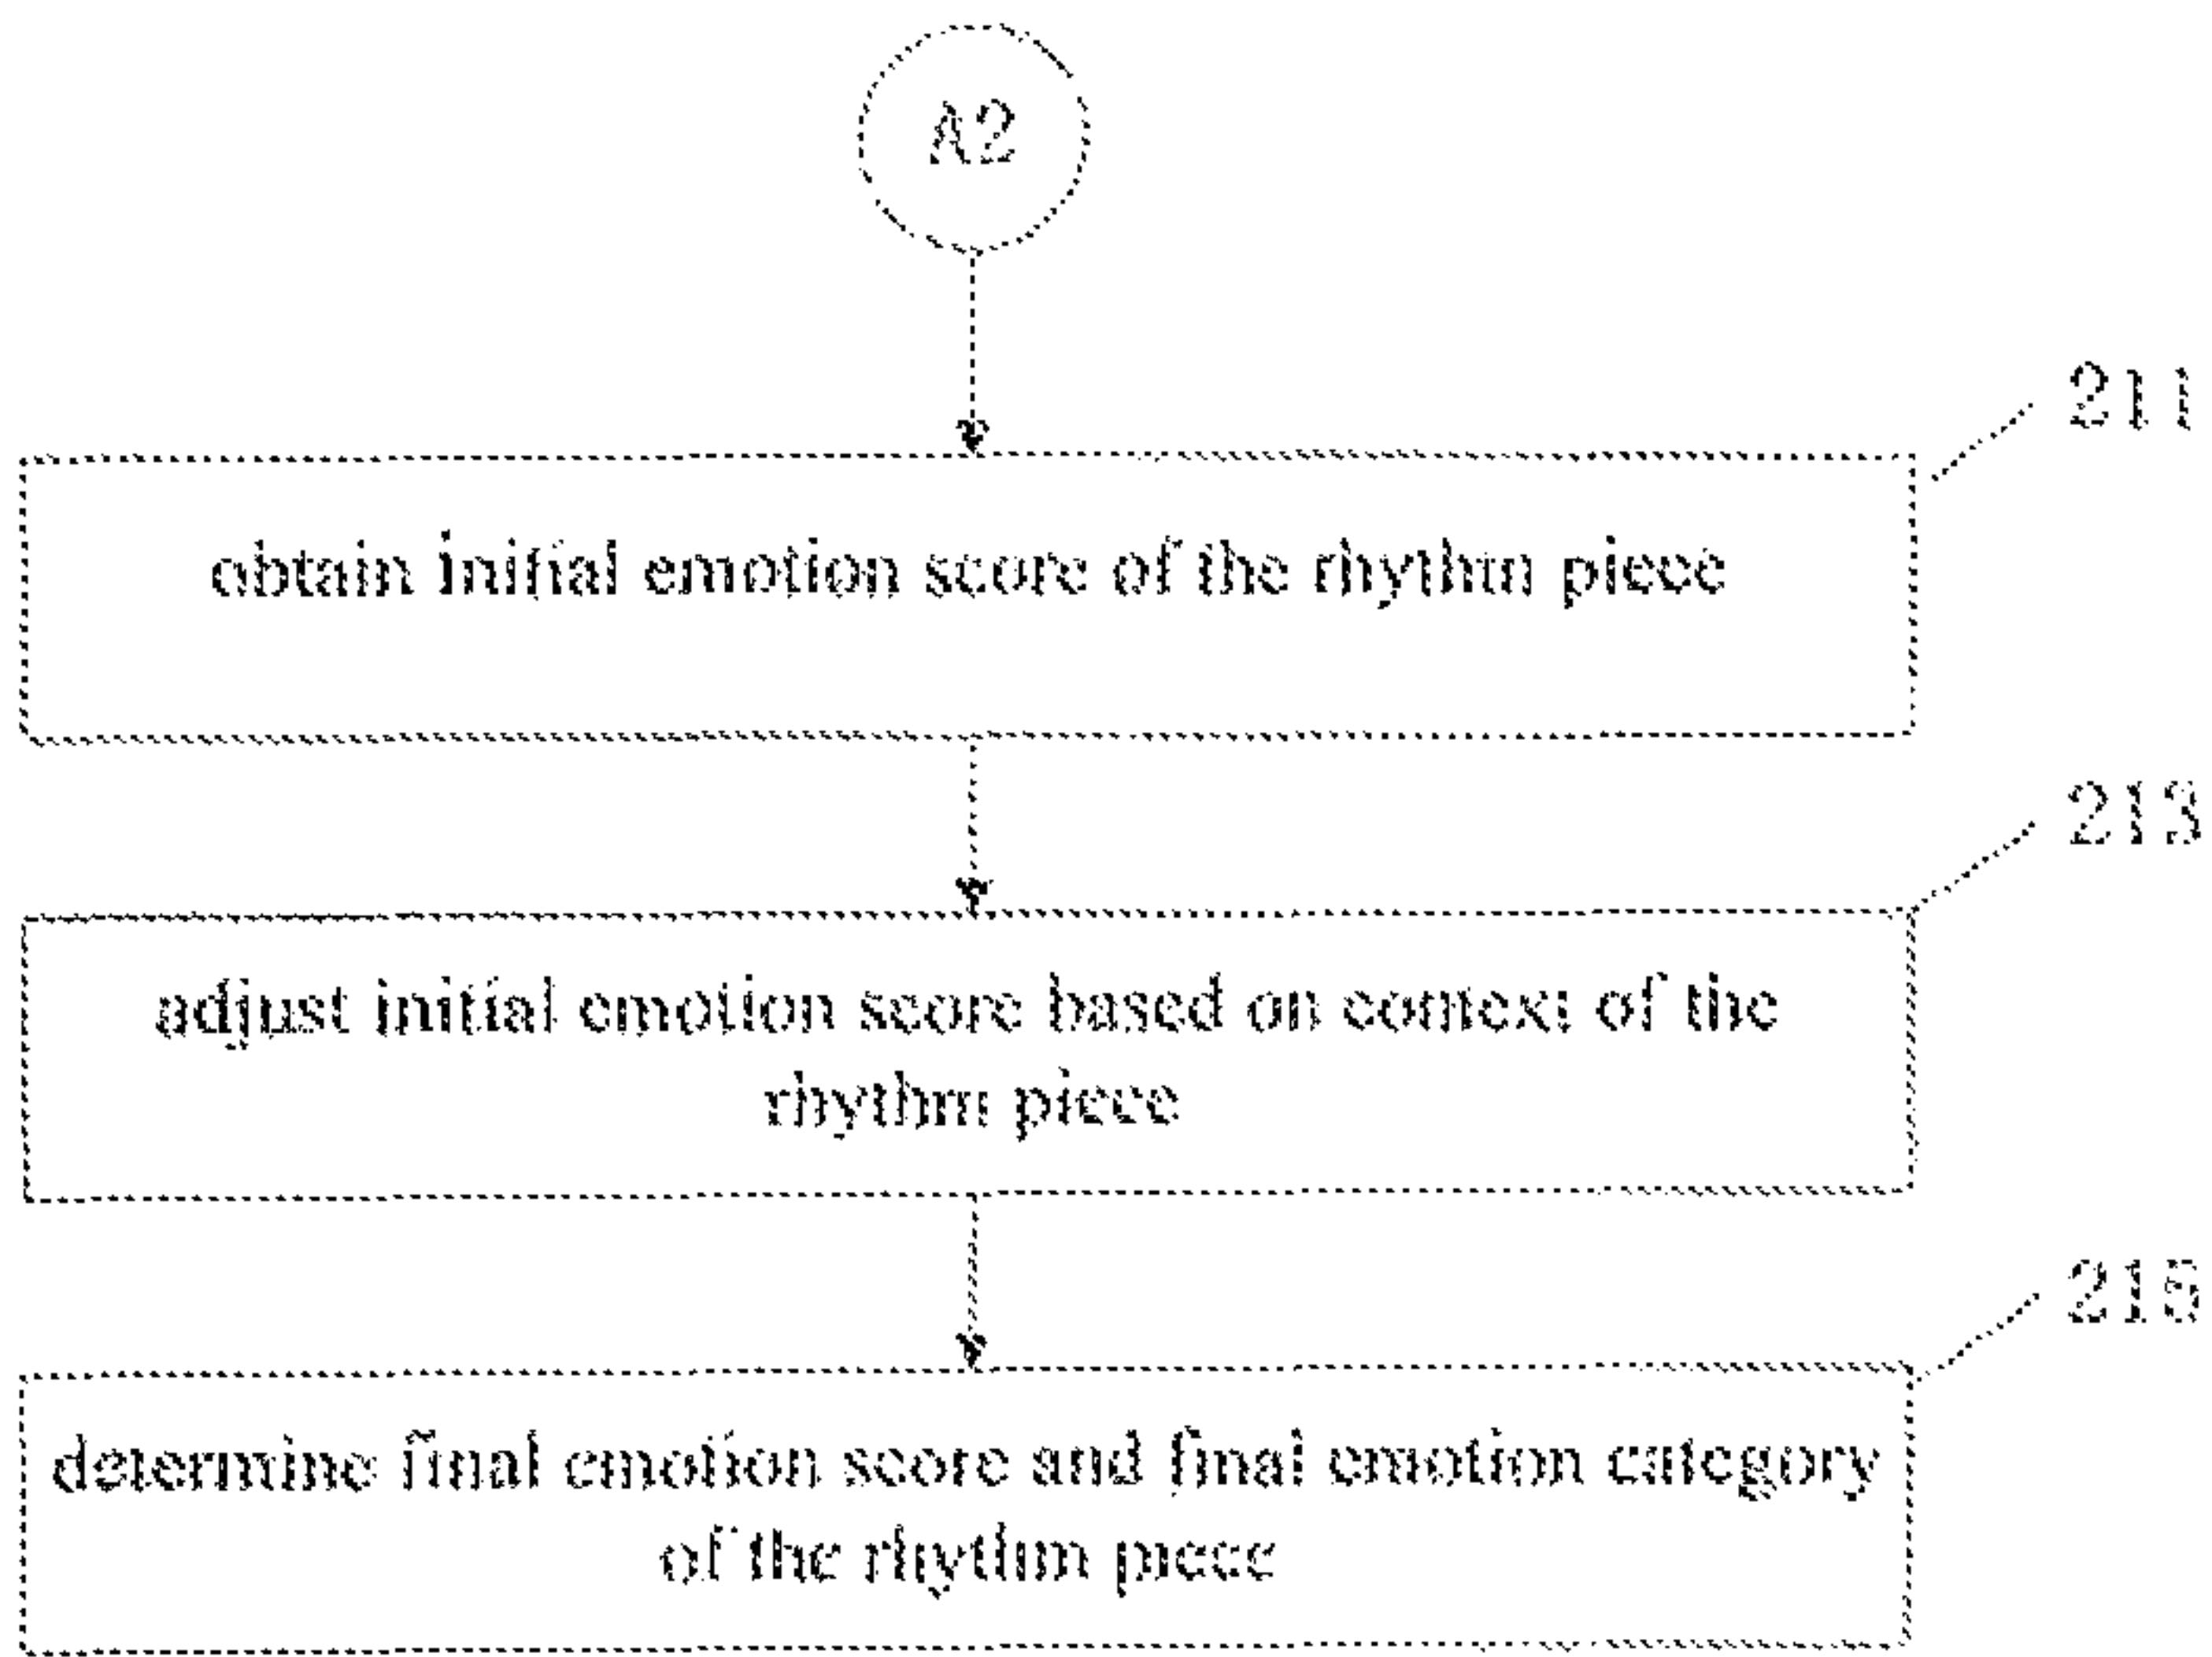 A2
211
obtain initial emotion score of the rhythm piece
213
adjust initial emotion score based on context of the
rhythm piece
215
determine final emotion score and final emotion category
of the rhythm piece